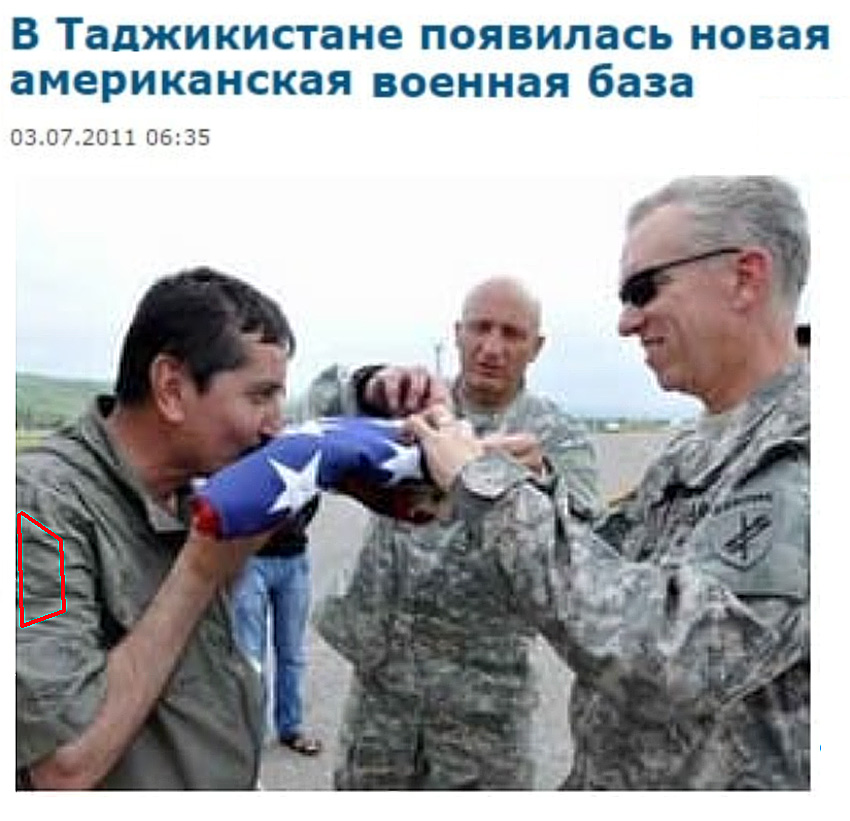 В Таджикистане появилась новая
американская военная база
03.07.2011 06:35